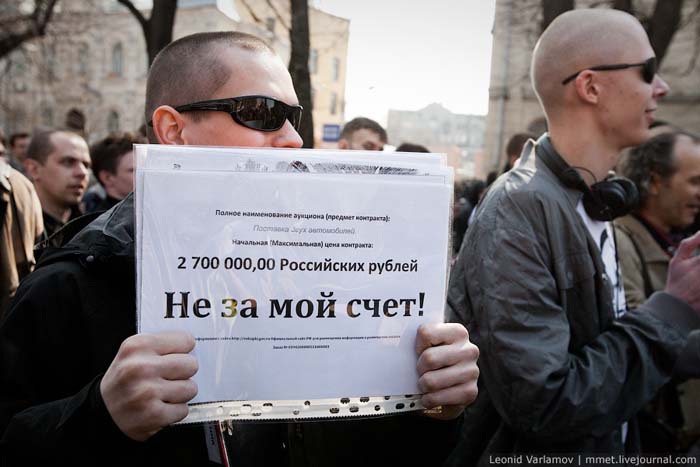 Полное наименование аукциона (предмет контракта):
Поставка 3eух автомобилей.
Начальная (Максимальная) цена контракта:
2 700 000,00 Российских рублей
Не за мой счет!
Leonid Varlamov | mmet.livejournal.com